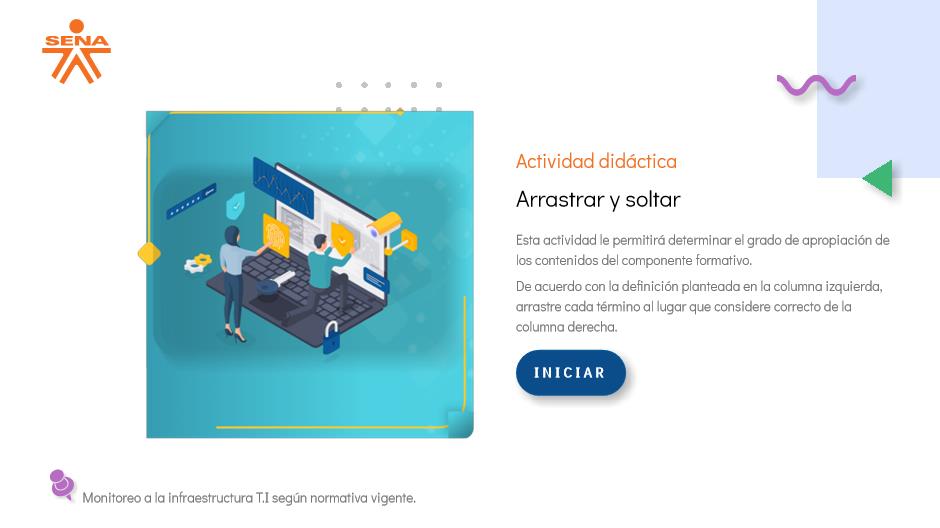 SENA
Actividad didáctica
Arrastrar y soltar
Esta actividad le permitirá determinar el grado de apropiación de
los contenidos del componente formativo.
De acuerdo con la definición planteada en la columna izquierda,
arrastre cada término al lugar que considere correcto de la
columna derecha.
INICIAR
Monitoreo a la infraestructura T.I según normativa vigente.